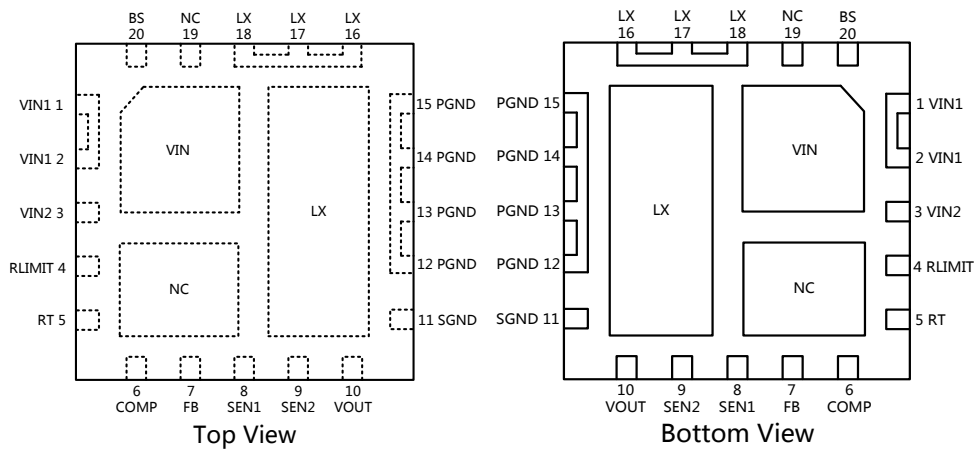 BS NC LX LX LX
20 19 18 17 16
VIN1 1
15 PGND
VIN
VIN1 2
14 PGND
LX
VIN2 3
13 PGND
RLIMIT 4
12 PGND
NC
RT 5
11 SGND
6 7 8 9 10
COMP FB SEN1 SEN2 VOUT
Top View
LX LX LX NC BS
16 17 18 19 20
PGND 15
1 VIN1
VIN
PGND 14
2 VIN1
LX
PGND 13
3 VIN2
PGND 12
4 RLIMIT
NC
SGND 11
5 RT
10 9 8 7 6
VOUT SEN2 SEN1 FB COMP
Bottom View